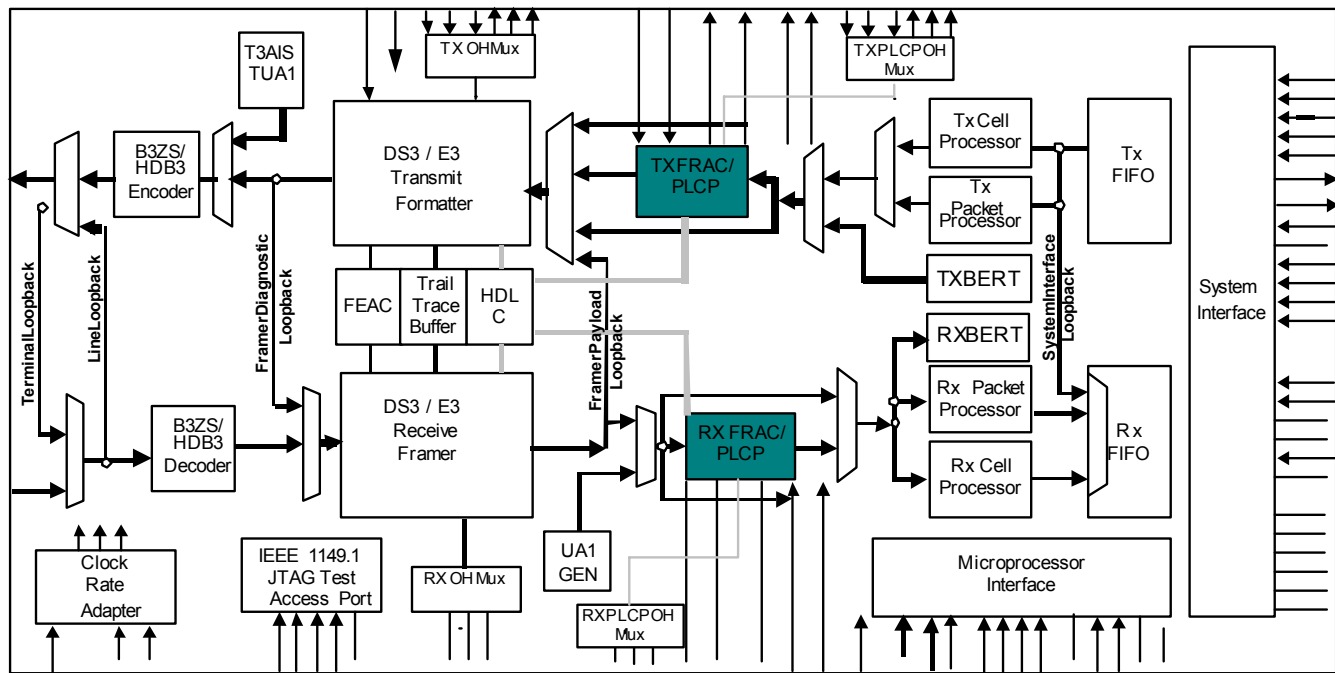 T3AIS
TUA1
TX OHMux
TXPLCPOH
Mux
B3ZS/
HDB3
Encoder
DS3 / E3
Transmit
Formatter
TXFRAC/
PLCP
Tx Cell
Processor
Tx
Packet
Processor
Tx
FIFO
TXBERT
System
Interface
TerminalLoopback
LineLoopback
FramerDiagnostic
Loopback
FEAC
Trail
Trace
Buffer
HDL
C
FramerPayload
Loopback
SystemInterface
Loopback
RXBERT
B3ZS/
HDB3
Decoder
DS3 / E3
Receive
Framer
RX FRAC/
PLCP
Rx Packet
Processor
Rx Cell
Processor
Rx
FIFO
Clock
Rate
Adapter
IEEE 1149.1
JTAG Test
Access Port
RX OHMux
UA1
GEN
RXPLCPOH
Mux
Microprocessor
Interface